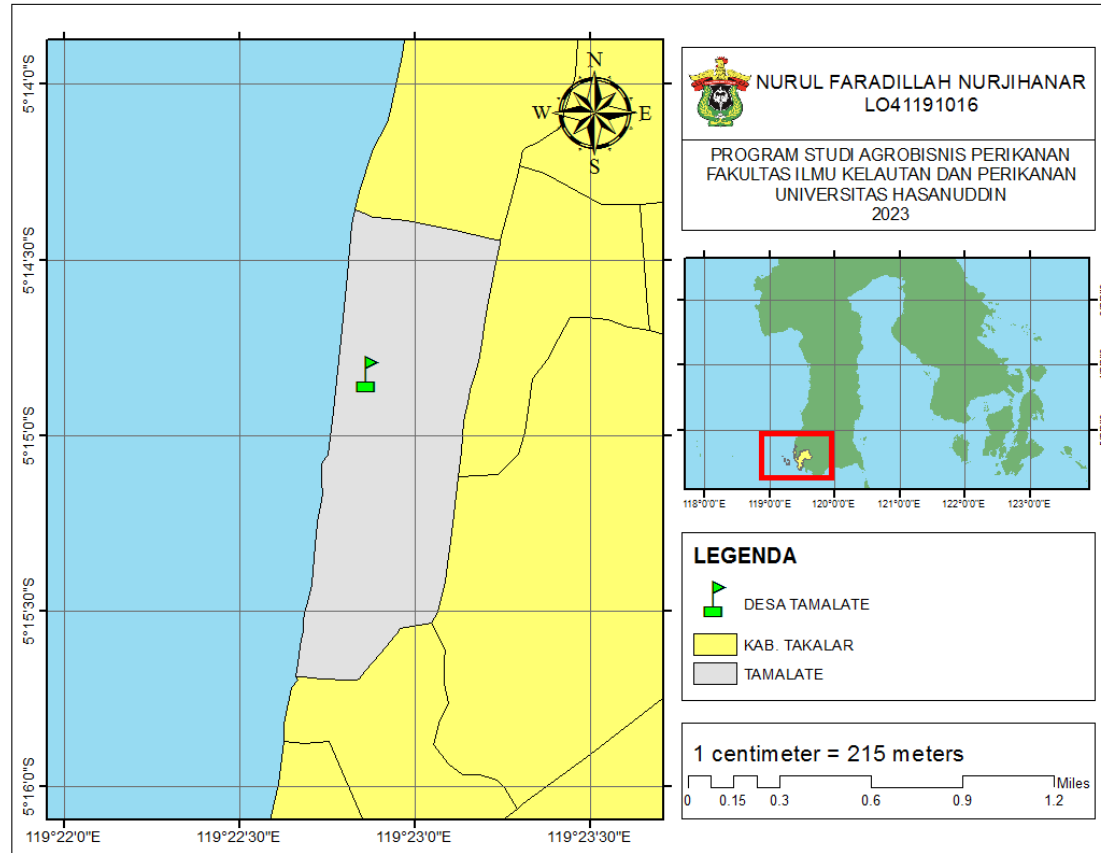 NURUL FARADILLAH NURJIHANAR
LO41191016
PROGRAM STUDI AGROBISNIS PERIKANAN
FAKULTAS ILMU KELAUTAN DAN PERIKANAN
UNIVERSITAS HASANUDDIN
2023
N
W E
S
5°14'0"S
5°14'30"S
5°15'0"S
5°15'30"S
5°16'0"S
119°22'0"E 119°22'30"E 119°23'0"E 119°23'30"E
118°0'0"E 119°0'0"E 120°0'0"E 121°0'0"E 122°0'0"E 123°0'0"E
LEGENDA
DESA TAMALATE
KAB. TAKALAR
TAMALATE
1 centimeter = 215 meters
Miles
0 0.15 0.3 0.6 0.9 1.2